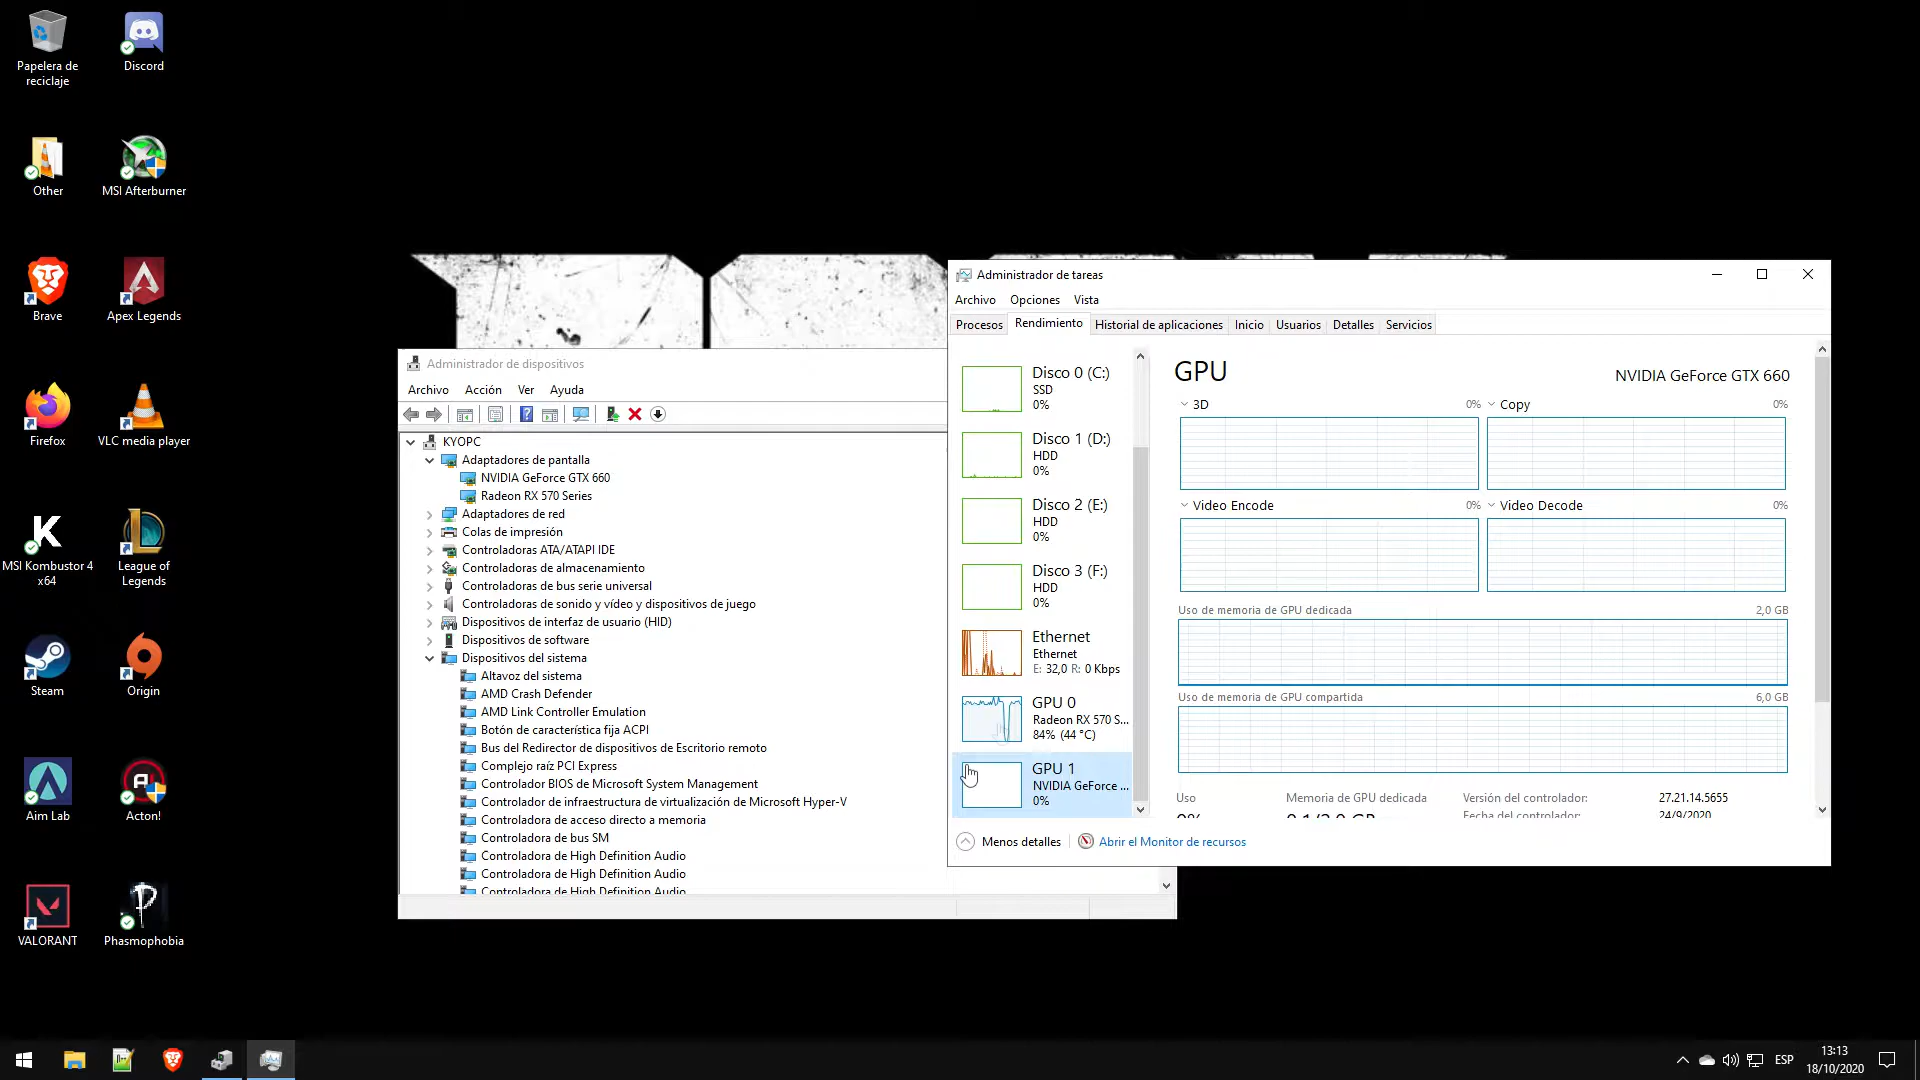 Papelera de
reciclaje
Discord
Other
MSI Afterburner
Brave
Apex Legends
Firefox
VLC media player
MSI Kombustor 4
x64
League of
Legends
Steam
Origin
Aim Lab
Acton!
VALORANT
Phasmophobia
Administrador de dispositivos
Archivo Acción Ver Ayuda
KYOPC
Adaptadores de pantalla
NVIDIA GeForce GTX 660
Radeon RX 570 Series
Adaptadores de red
Colas de impresión
Controladoras ATA/ATAPI IDE
Controladoras de almacenamiento
Controladoras de bus serie universal
Controladoras de sonido y vídeo y dispositivos de juego
Dispositivos de interfaz de usuario (HID)
Dispositivos de software
Dispositivos del sistema
Altavoz del sistema
AMD Crash Defender
AMD Link Controller Emulation
Botón de característica fija ACPI
Bus del Redirector de dispositivos de Escritorio remoto
Complejo raíz PCI Express
Controlador BIOS de Microsoft System Management
Controlador de infraestructura de virtualización de Microsoft Hyper-V
Controladora de acceso directo a memoria
Controladora de bus SM
Controladora de High Definition Audio
Controladora de High Definition Audio
Controladora de High Definition Audio
Administrador de tareas
Archivo Opciones Vista
Procesos Rendimiento Historial de aplicaciones Inicio Usuarios Detalles Servicios
Disco 0 (C:)
SSD
0%
Disco 1 (D:)
HDD
0%
Disco 2 (E:)
HDD
0%
Disco 3 (F:)
HDD
0%
Ethernet
Ethernet
E: 32,0 R: 0 Kbps
GPU 0
Radeon RX 570 S...
84% (44 °C)
GPU 1
NVIDIA GeForce ...
0%
GPU
NVIDIA GeForce GTX 660
3D 0% Copy 0%
Video Encode 0% Video Decode 0%
Uso de memoria de GPU dedicada 2,0 GB
Uso de memoria de GPU compartida 6,0 GB
Uso Memoria de GPU dedicada Versión del controlador: 27.21.14.5655
0% 0,1/2,0 GB Fecha del controlador: 24/9/2020
Menos detalles Abrir el Monitor de recursos
ESP
13:13
18/10/2020